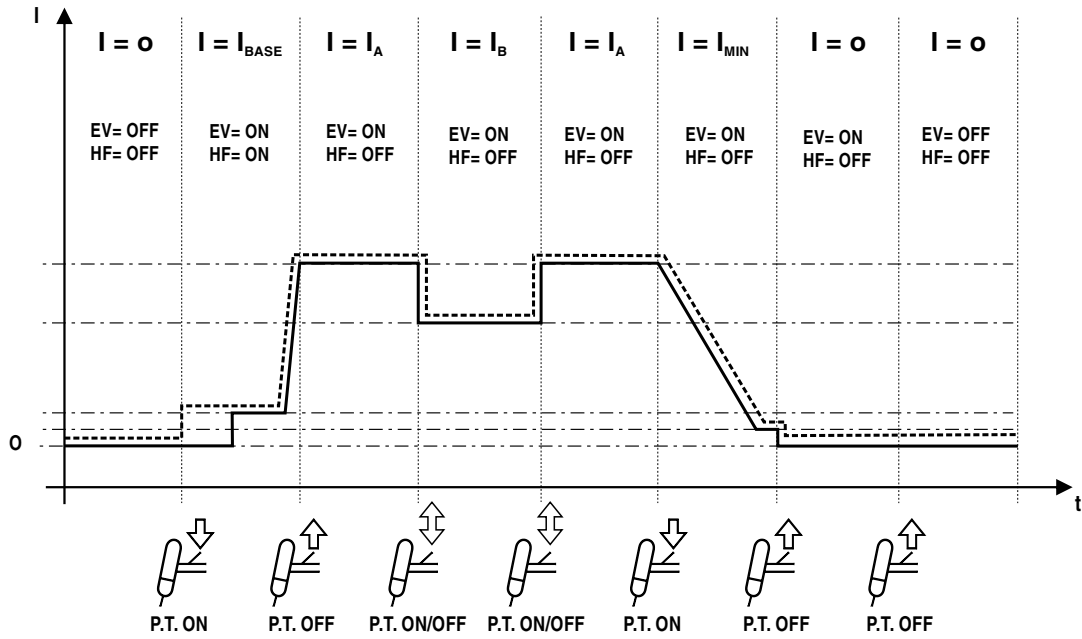 I
I = o
I = I_BASE
I = I_A
I = I_B
I = I_A
I = I_MIN
I = o
I = o
EV= OFF
HF= OFF
EV= ON
HF= ON
EV= ON
HF= OFF
EV= ON
HF= OFF
EV= ON
HF= OFF
EV= ON
HF= OFF
EV= ON
HF= OFF
EV= OFF
HF= OFF
O
t
P.T. ON
P.T. OFF
P.T. ON/OFF
P.T. ON/OFF
P.T. ON
P.T. OFF
P.T. OFF